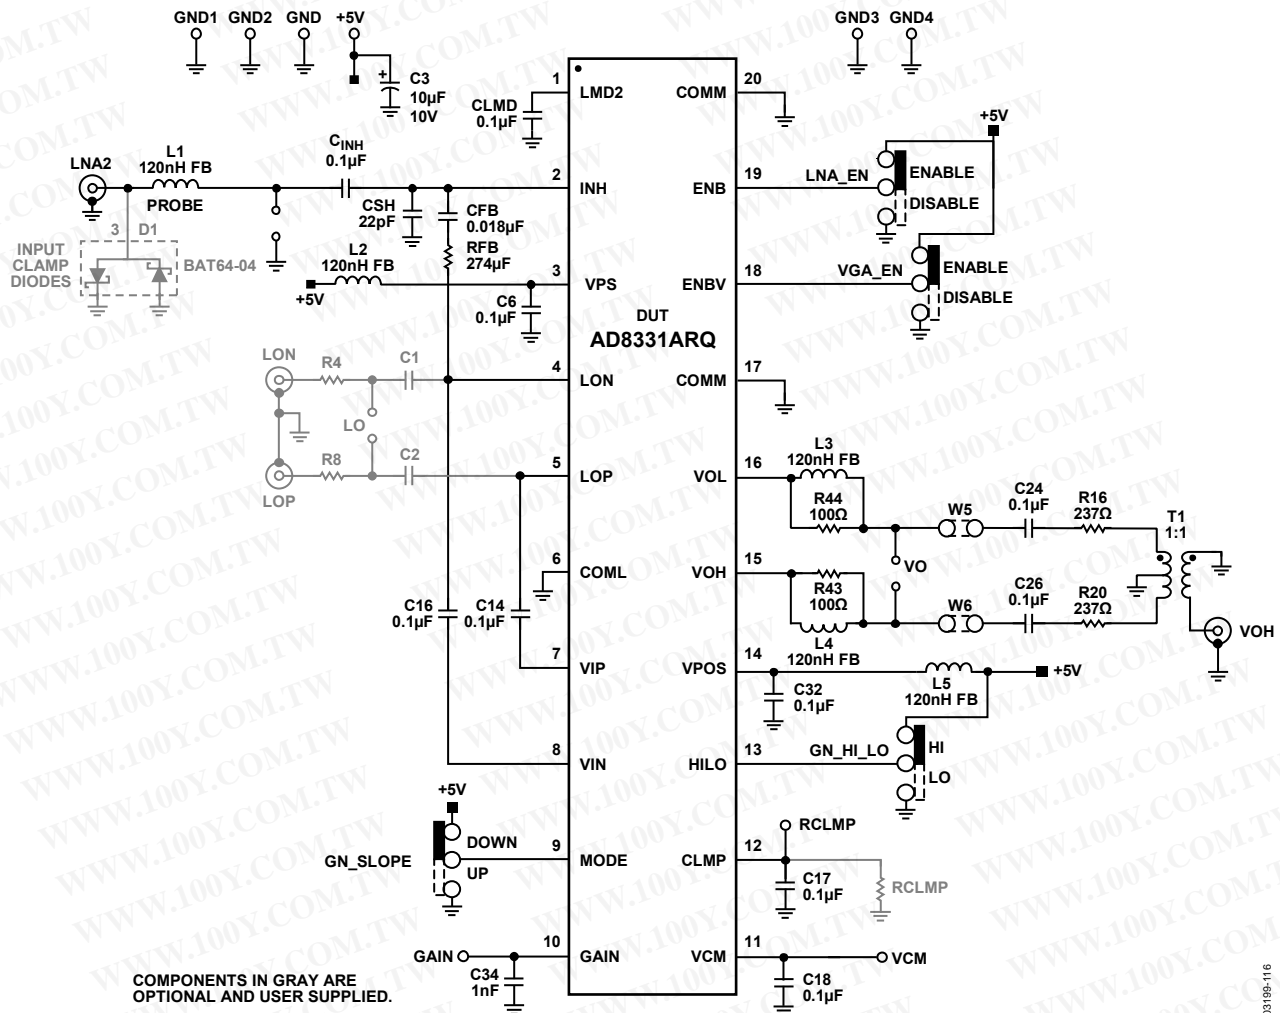 GND1 GND2 GND +5V
GND3 GND4
+
C3
10µF
10V
CLMD
0.1µF
1
LMD2
COMM
20
+5V
LNA2
L1
120nH FB
PROBE
CINH
0.1µF
CSH
22pF
CFB
0.018µF
RFB
274µF
2
INH
ENB
19
LNA_EN
ENABLE
DISABLE
3 D1
INPUT
CLAMP
DIODES
BAT64-04
L2
120nH FB
+5V
C6
0.1µF
3
VPS
ENBV
18
VGA_EN
ENABLE
DISABLE
DUT
AD8331ARQ
LON
R4
C1
4
LON
COMM
17
LO
R8
C2
LOP
5
LOP
VOL
16
L3
120nH FB
R44
100Ω
W5
C24
0.1µF
R16
237Ω
T1
1:1
6
COML
VOH
15
VO
R43
100Ω
L4
120nH FB
W6
C26
0.1µF
R20
237Ω
VOH
C16
0.1µF
C14
0.1µF
7
VIP
VPOS
14
C32
0.1µF
L5
120nH FB
+5V
8
VIN
HILO
13
GN_HI_LO
HI
LO
+5V
GN_SLOPE
DOWN
UP
9
MODE
CLMP
12
RCLMP
C17
0.1µF
RCLMP
GAIN
C34
1nF
10
GAIN
VCM
11
VCM
C18
0.1µF
COMPONENTS IN GRAY ARE
OPTIONAL AND USER SUPPLIED.
03199-116
WWW.100Y.COM.TW